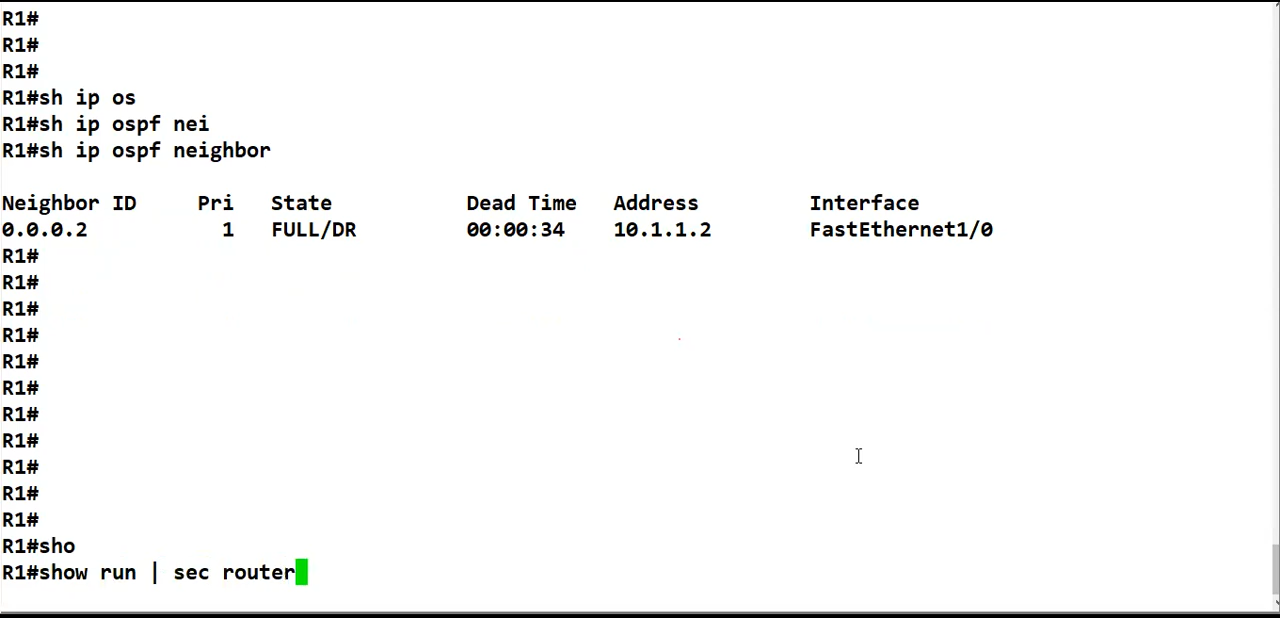 R1#
R1#
R1#
R1#sh ip os
R1#sh ip ospf nei
R1#sh ip ospf neighbor
Neighbor ID     Pri   State           Dead Time   Address         Interface
0.0.0.2           1   FULL/DR         00:00:34    10.1.1.2        FastEthernet1/0
R1#
R1#
R1#
R1#
R1#
R1#
R1#
R1#
R1#
R1#
R1#
R1#sho
R1#show run | sec router